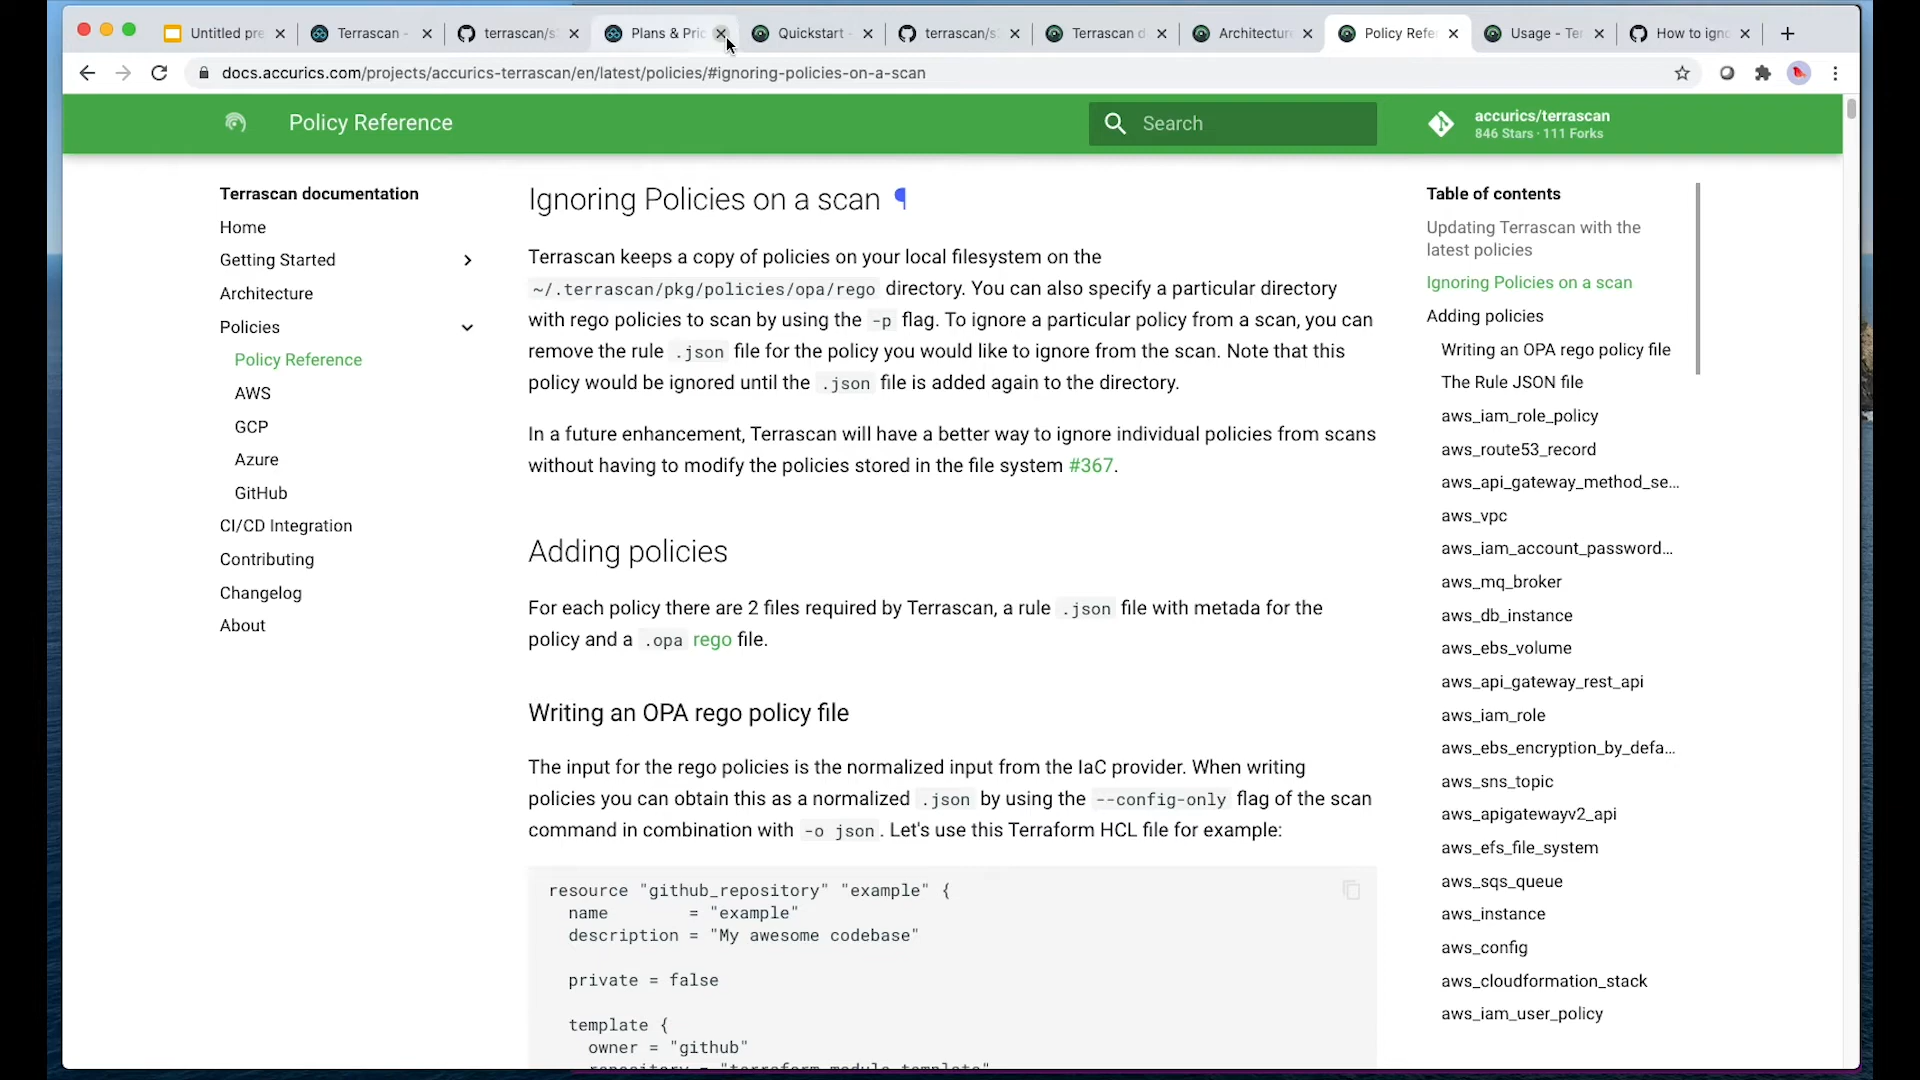 Untitled pre
Terrascan -
terrascan/s
Plans & Pric
Quickstart -
terrascan/s
Terrascan d
Architecture
Policy Refe
Usage - Ter
How to igno
docs.accurics.com/projects/accurics-terrascan/en/latest/policies/#ignoring-policies-on-a-scan
Policy Reference
Search
accurics/terrascan
846 Stars · 111 Forks
Terrascan documentation
Home
Getting Started
Architecture
Policies
Policy Reference
AWS
GCP
Azure
GitHub
CI/CD Integration
Contributing
Changelog
About
Ignoring Policies on a scan ¶
Terrascan keeps a copy of policies on your local filesystem on the
~/.terrascan/pkg/policies/opa/rego directory. You can also specify a particular directory
with rego policies to scan by using the -p flag. To ignore a particular policy from a scan, you can
remove the rule .json file for the policy you would like to ignore from the scan. Note that this
policy would be ignored until the .json file is added again to the directory.
In a future enhancement, Terrascan will have a better way to ignore individual policies from scans
without having to modify the policies stored in the file system #367.
Adding policies
For each policy there are 2 files required by Terrascan, a rule .json file with metada for the
policy and a .opa rego file.
Writing an OPA rego policy file
The input for the rego policies is the normalized input from the IaC provider. When writing
policies you can obtain this as a normalized .json by using the --config-only flag of the scan
command in combination with -o json. Let's use this Terraform HCL file for example:
resource "github_repository" "example" {
name = "example"
description = "My awesome codebase"
private = false
template {
owner = "github"
repository = "terraform-module-template"
Table of contents
Updating Terrascan with the
latest policies
Ignoring Policies on a scan
Adding policies
Writing an OPA rego policy file
The Rule JSON file
aws_iam_role_policy
aws_route53_record
aws_api_gateway_method_se...
aws_vpc
aws_iam_account_password...
aws_mq_broker
aws_db_instance
aws_ebs_volume
aws_api_gateway_rest_api
aws_iam_role
aws_ebs_encryption_by_defa...
aws_sns_topic
aws_apigatewayv2_api
aws_efs_file_system
aws_sqs_queue
aws_instance
aws_config
aws_cloudformation_stack
aws_iam_user_policy